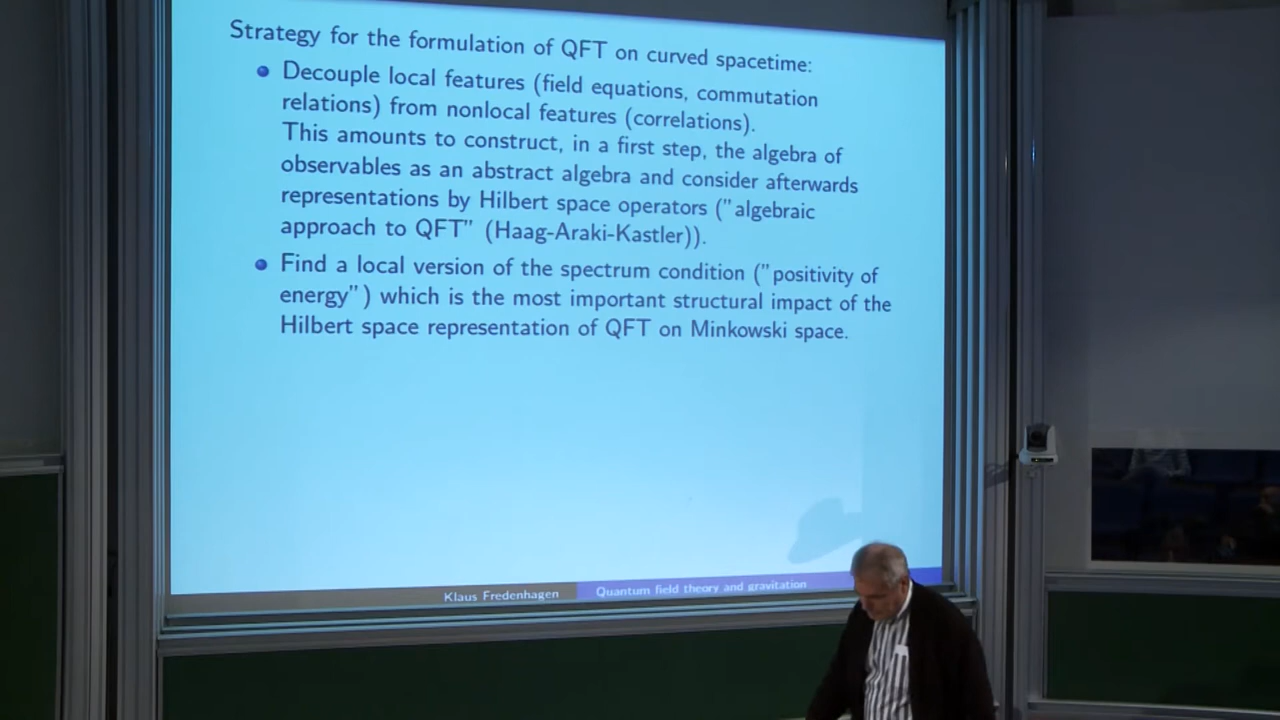 Strategy for the formulation of QFT on curved spacetime:
Decouple local features (field equations, commutation
relations) from nonlocal features (correlations).
This amounts to construct, in a first step, the algebra of
observables as an abstract algebra and consider afterwards
representations by Hilbert space operators ("algebraic
approach to QFT" (Haag-Araki-Kastler)).
Find a local version of the spectrum condition ("positivity of
energy") which is the most important structural impact of the
Hilbert space representation of QFT on Minkowski space.
Klaus Fredenhagen
Quantum field theory and gravitation